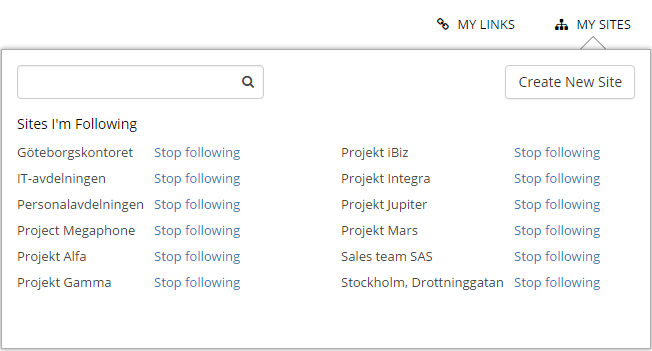 MY LINKS MY SITES
Create New Site
Sites I'm Following
Göteborgskontoret Stop following Projekt iBiz Stop following
IT-avdelningen Stop following Projekt Integra Stop following
Personalavdelningen Stop following Projekt Jupiter Stop following
Project Megaphone Stop following Projekt Mars Stop following
Projekt Alfa Stop following Sales team SAS Stop following
Projekt Gamma Stop following Stockholm, Drottninggatan Stop following